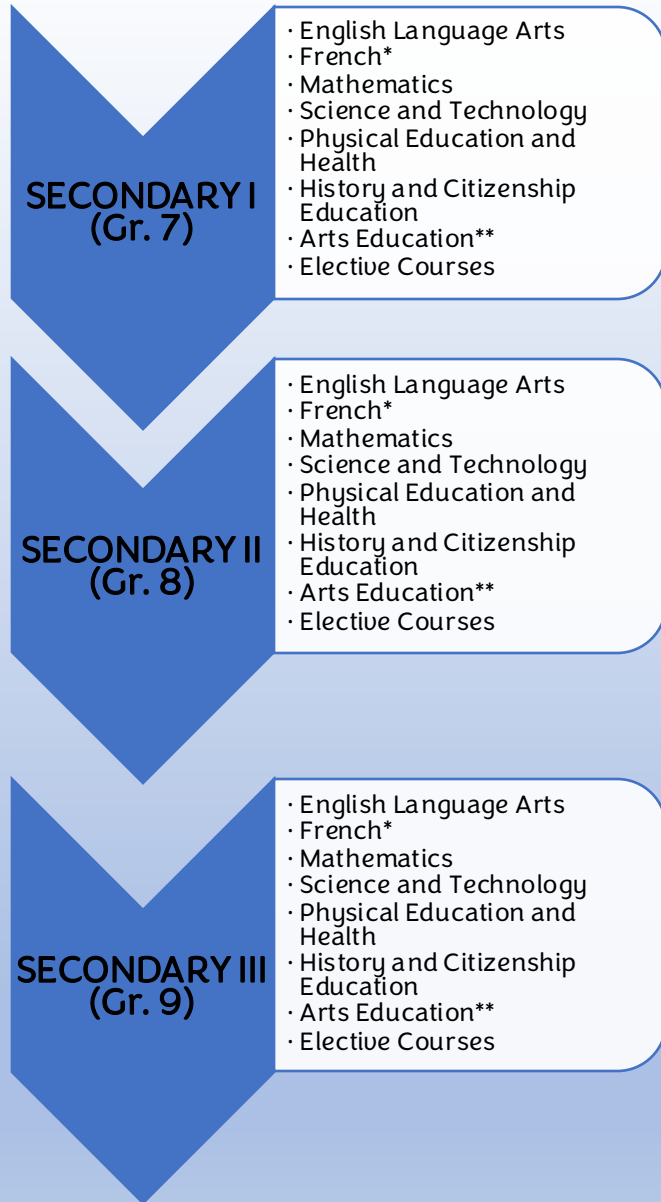 SECONDARY I
(Gr. 7)
· English Language Arts
· French*
· Mathematics
· Science and Technology
· Physical Education and
Health
· History and Citizenship
Education
· Arts Education**
· Elective Courses
SECONDARY II
(Gr. 8)
· English Language Arts
· French*
· Mathematics
· Science and Technology
· Physical Education and
Health
· History and Citizenship
Education
· Arts Education**
· Elective Courses
SECONDARY III
(Gr. 9)
· English Language Arts
· French*
· Mathematics
· Science and Technology
· Physical Education and
Health
· History and Citizenship
Education
· Arts Education**
· Elective Courses